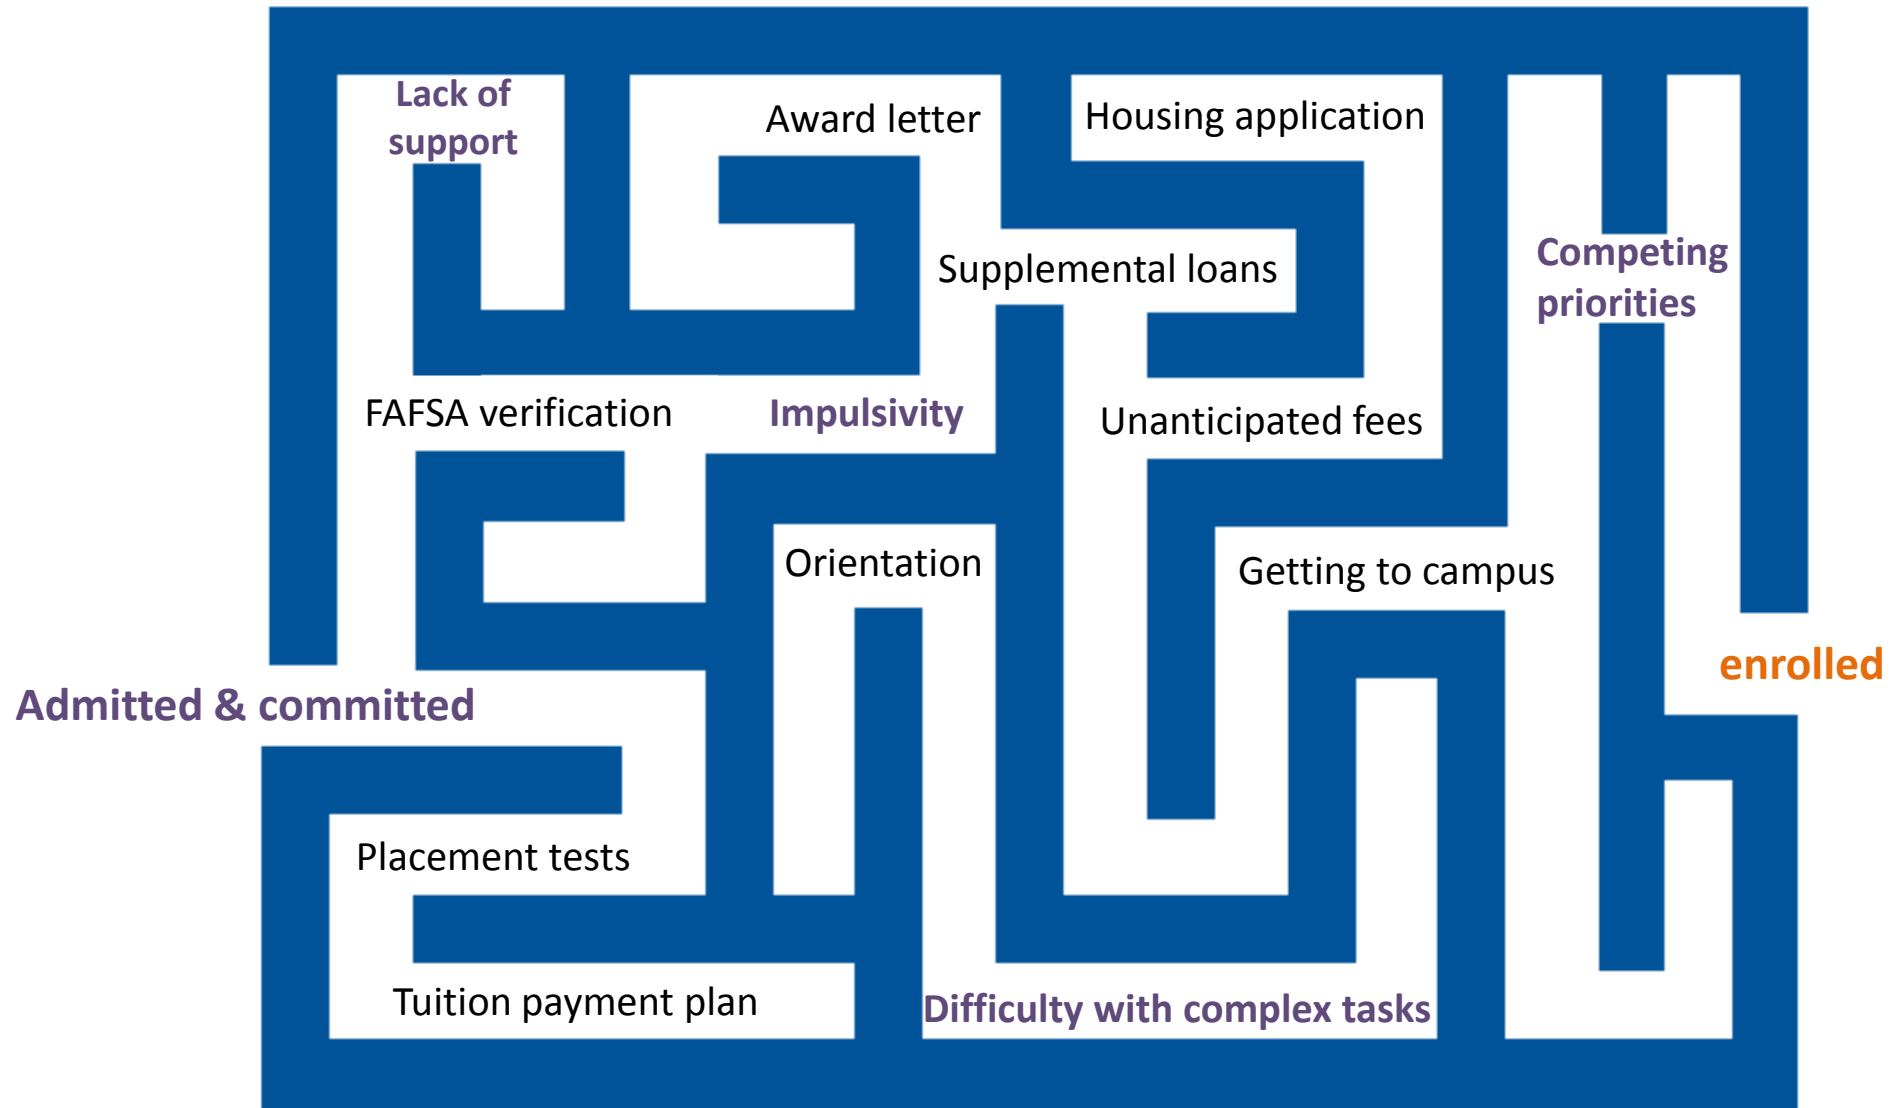 Lack of
support
Award letter
Housing application
Supplemental loans
Competing
priorities
FAFSA verification
Impulsivity
Unanticipated fees
Orientation
Getting to campus
enrolled
Admitted & committed
Placement tests
Tuition payment plan
Difficulty with complex tasks